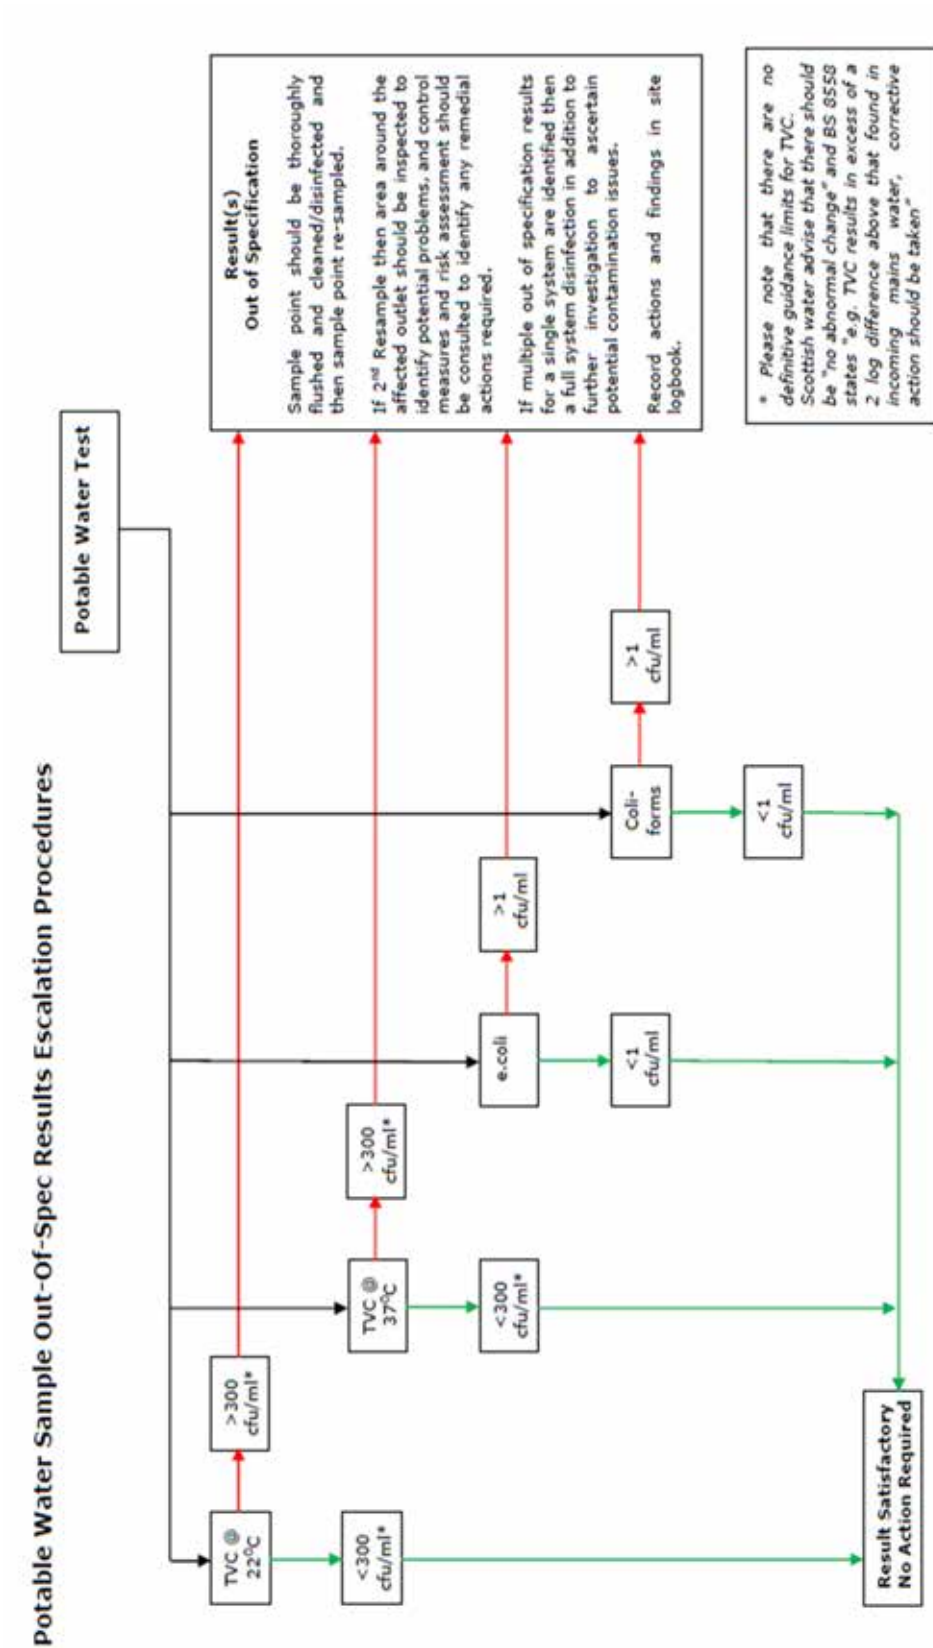 Potable Water Sample Out-Of-Spec Results Escalation Procedures
Potable Water Test
TVC @
22⁰C
>300
cfu/ml*
<300
cfu/ml*
TVC @
37⁰C
>300
cfu/ml*
<300
cfu/ml*
e.coli
>1
cfu/ml
<1
cfu/ml
Coli-
forms
>1
cfu/ml
<1
cfu/ml
Result Satisfactory
No Action Required
Result(s)
Out of Specification
Sample point should be thoroughly
flushed and cleaned/disinfected and
then sample point re-sampled.
If 2nd Resample then area around the
affected outlet should be inspected to
identify potential problems, and control
measures and risk assessment should
be consulted to identify any remedial
actions required.
If multiple out of specification results
for a single system are identified then
a full system disinfection in addition to
further investigation to ascertain
potential contamination issues.
Record actions and findings in site
logbook.
* Please note that there are no
definitive guidance limits for TVC.
Scottish water advise that there should
be "no abnormal change" and BS 8558
states "e.g. TVC results in excess of a
2 log difference above that found in
incoming mains water, corrective
action should be taken"